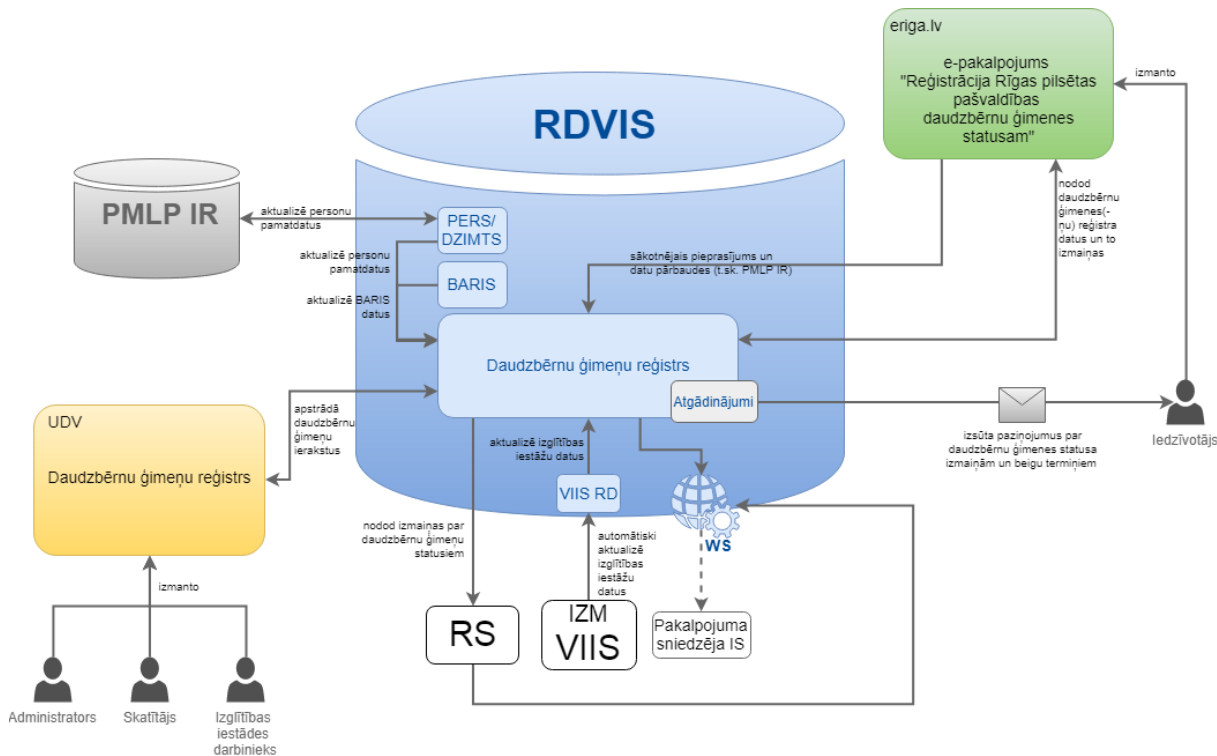 eriga.lv
e-pakalpojums
"Reģistrācija Rīgas pilsētas
pašvaldības
daudzbērnu ģimenes
statusam"
izmanto
RDVIS
PMLP IR
aktualizē personu
pamatdatus
PERS/
DZIMTS
nodod
daudzbērnu
ģimenes(-
ņu) reģistra
datus un to
izmaiņas
aktualizē personu
pamatdatus
sākotnējais pieprasījums un
datu pārbaudes (t.sk. PMLP IR)
BARIS
aktualizē BARIS
datus
Daudzbērnu ģimeņu reģistrs
Atgādinājumi
Iedzīvotājs
izsūta paziņojumus par
daudzbērnu ģimenes statusa
izmaiņām un beigu termiņiem
UDV
Daudzbērnu ģimeņu reģistrs
apstrādā
daudzbērnu
ģimeņu
ierakstus
aktualizē izglītības
iestāžu datus
VIIS RD
WS
nodod izmaiņas par
daudzbērnu ģimeņu
statusiem
automātiski
aktualizē
izglītības
iestāžu
datus
izmanto
RS
IZM
VIIS
Pakalpojuma
sniedzēja IS
Administrators
Skatītājs
Izglītības
iestādes
darbinieks